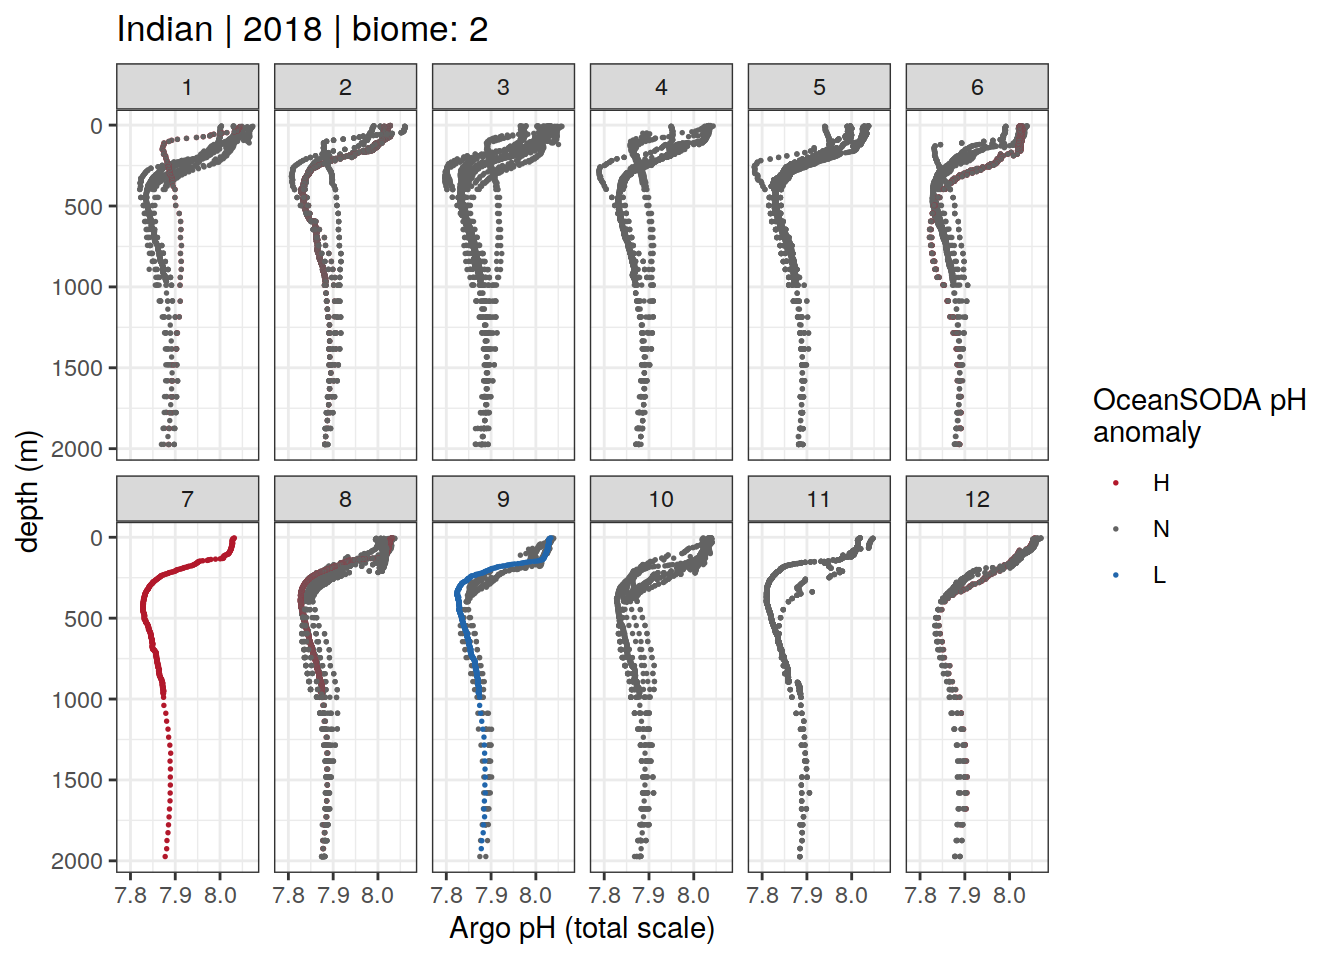 Indian | 2018 | biome: 2
1 2 3 4 5 6
0
500
1000
1500
2000
7 8 9 10 11 12
0
500
1000
1500
2000
7.8 7.9 8.0 7.8 7.9 8.0 7.8 7.9 8.0 7.8 7.9 8.0 7.8 7.9 8.0 7.8 7.9 8.0
Argo pH (total scale)
depth (m)
OceanSODA pH
anomaly
H
N
L